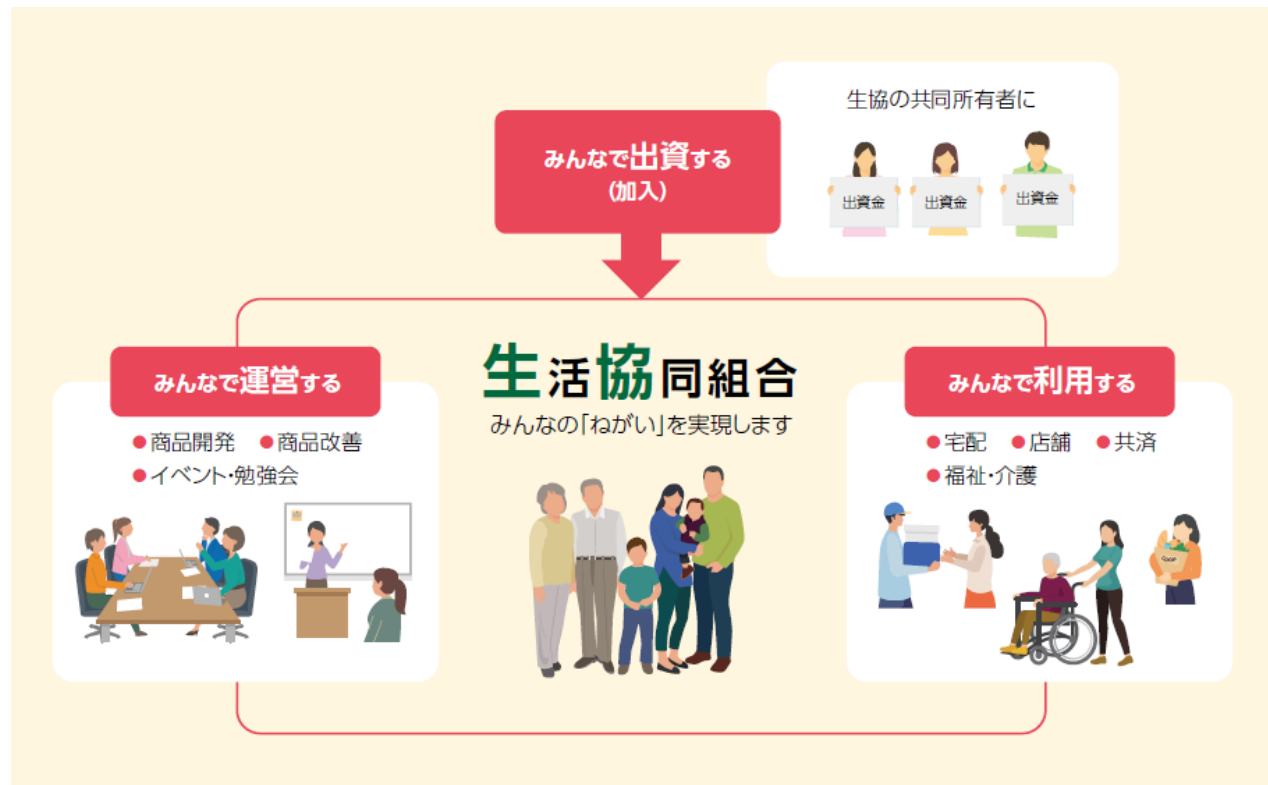 生協の共同所有者に
みんなで出資する
(加入)
出資金
出資金
出資金
生活協同組合
みんなの「ねがい」を実現します
みんなで運営する
●商品開発 ●商品改善
●イベント・勉強会
みんなで利用する
●宅配 ●店舗 ●共済
●福祉・介護
coop